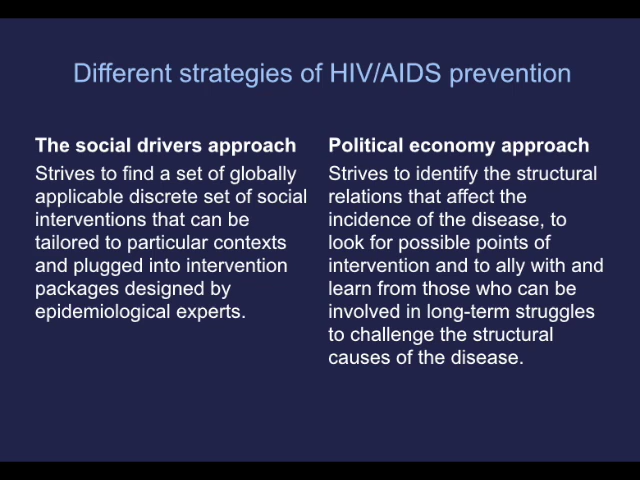 Different strategies of HIV/AIDS prevention
The social drivers approach
Strives to find a set of globally
applicable discrete set of social
interventions that can be
tailored to particular contexts
and plugged into intervention
packages designed by
epidemiological experts.
Political economy approach
Strives to identify the structural
relations that affect the
incidence of the disease, to
look for possible points of
intervention and to ally with and
learn from those who can be
involved in long-term struggles
to challenge the structural
causes of the disease.